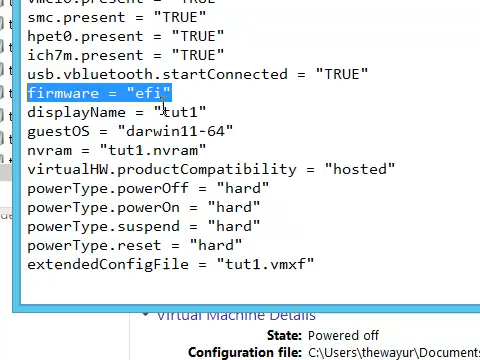 smc.present = "TRUE"
hpet0.present = "TRUE"
ich7m.present = "TRUE"
usb.vbluetooth.startConnected = "TRUE"
firmware = "efi"
displayName = "tut1"
guestOS = "darwin11-64"
nvram = "tut1.nvram"
virtualHW.productCompatibility = "hosted"
powerType.powerOff = "hard"
powerType.powerOn = "hard"
powerType.suspend = "hard"
powerType.reset = "hard"
extendedConfigFile = "tut1.vmxf"
Virtual Machine Details
State: Powered off
Configuration file: C:\Users\thewayur\Documents